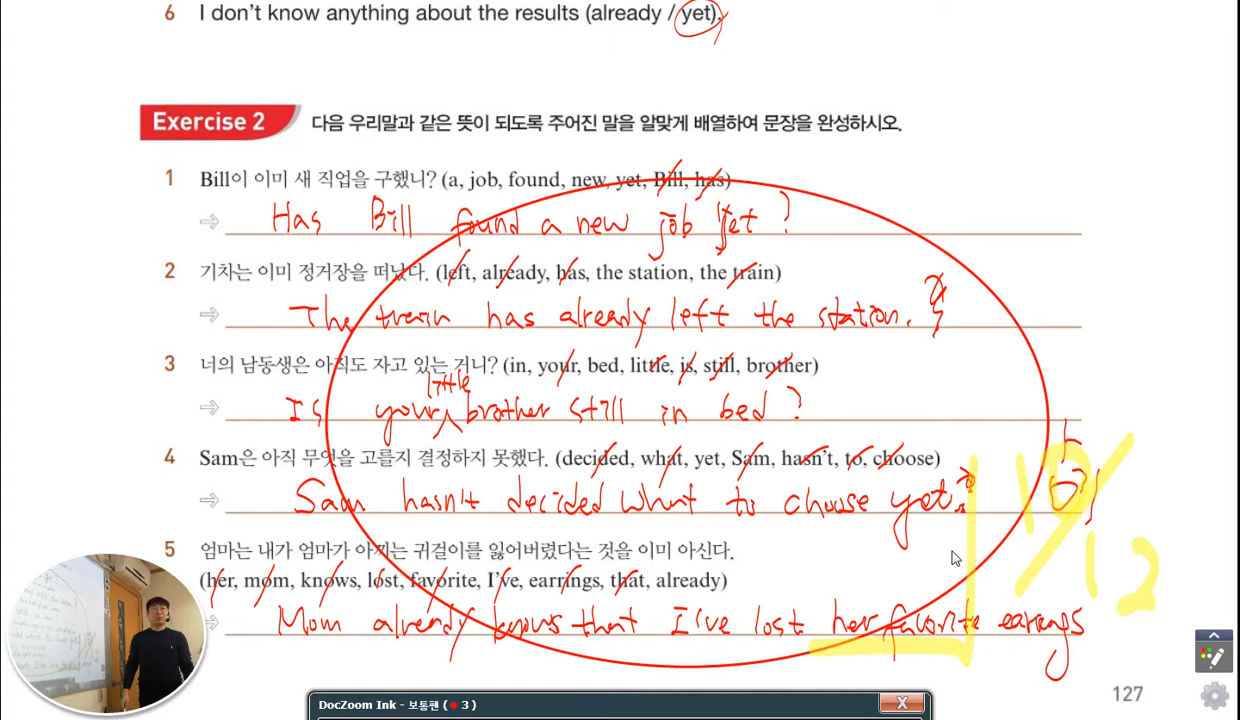 6 I don't know anything about the results (already / yet).
Exercise 2 다음 우리말과 같은 뜻이 되도록 주어진 말을 알맞게 배열하여 문장을 완성하시오.
1 Bill이 이미 새 직업을 구했니? (a, job, found, new, yet, Bill, has)
⇨ Has Bill found a new job yet?
2 기차는 이미 정거장을 떠났다. (left, already, has, the station, the train)
⇨ The train has already left the station.
3 너의 남동생은 아직도 자고 있는 거니? (in, your, bed, little, is, still, brother)
little
⇨ Is your brother still in bed?
4 Sam은 아직 무엇을 고를지 결정하지 못했다. (decided, what, yet, Sam, hasn't, to, choose)
⇨ Sam hasn't decided what to choose yet.
5 엄마는 내가 엄마가 아끼는 귀걸이를 잃어버렸다는 것을 이미 아신다.
(her, mom, knows, lost, favorite, I've, earrings, that, already)
⇨ Mom already knows that I've lost her favorite earrings
127
DocZoom Ink - 보통펜 ( 3 )